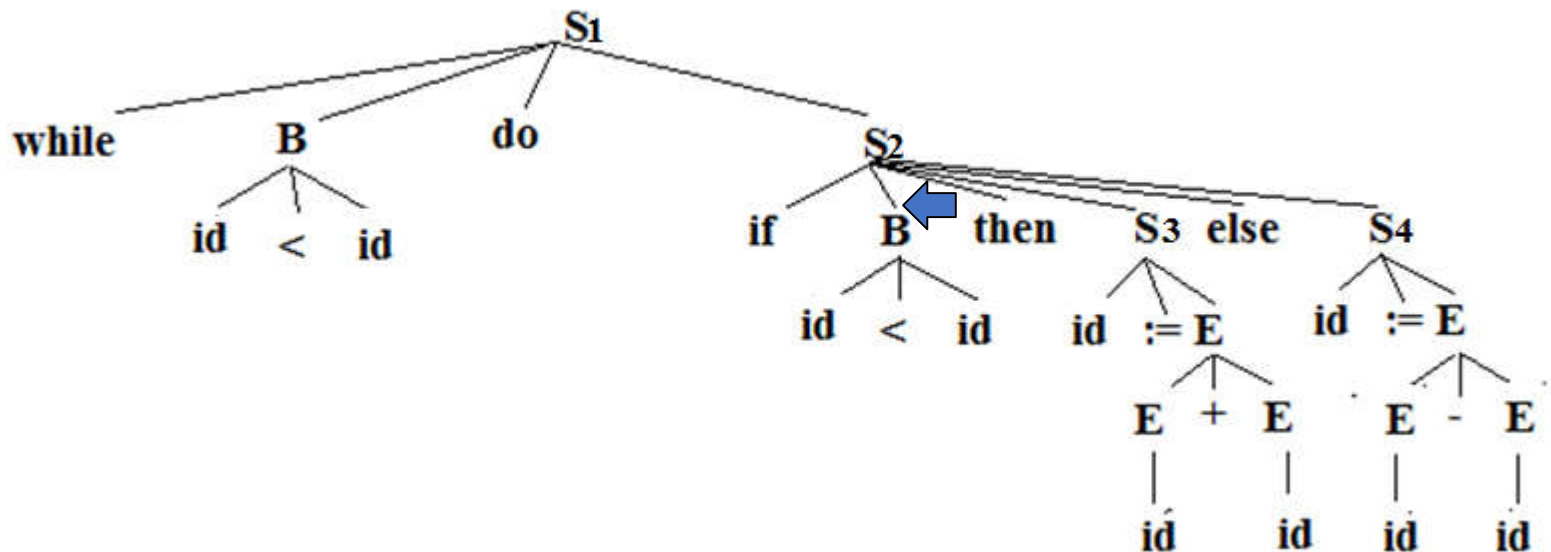 S1
while B do S2
id < id if B then S3 else S4
id < id id := E id := E
E + E E - E
id id id id